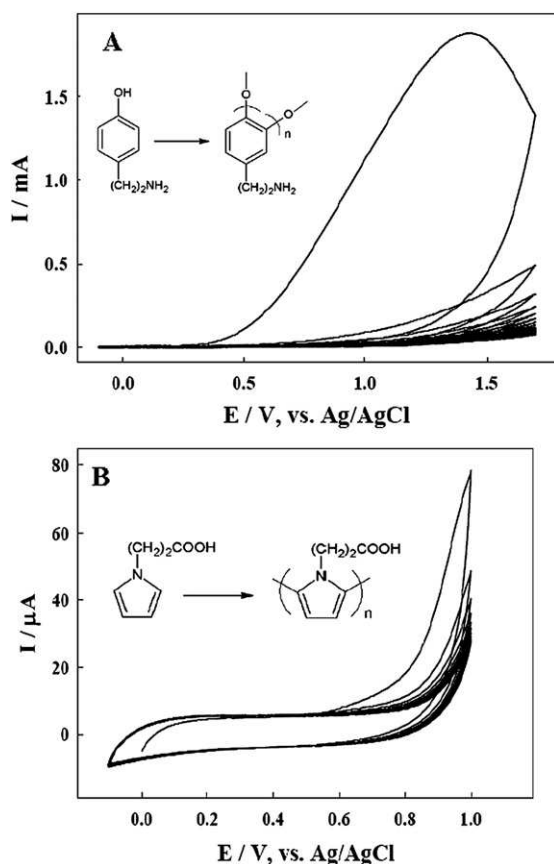 A
OH
(CH₂)₂NH₂
O
O
n
(CH₂)₂NH₂
1.5
1.0
0.5
0.0
I / mA
0.0 0.5 1.0 1.5
E / V, vs. Ag/AgCl
B
(CH₂)₂COOH
N
(CH₂)₂COOH
N
n
80
60
40
20
0
I / μA
0.0 0.2 0.4 0.6 0.8 1.0
E / V, vs. Ag/AgCl